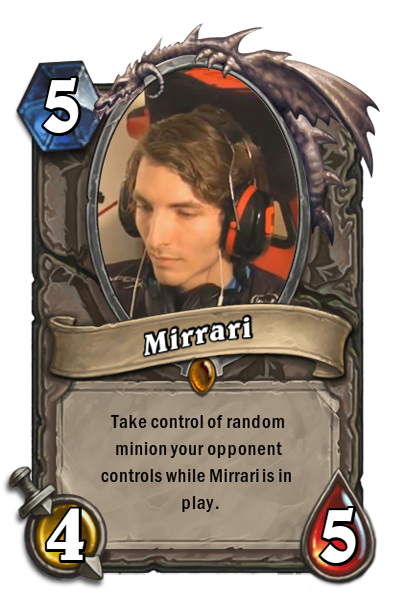 5
Mirrari
Take control of random
minion your opponent
controls while Mirrari is in
play.
4
5